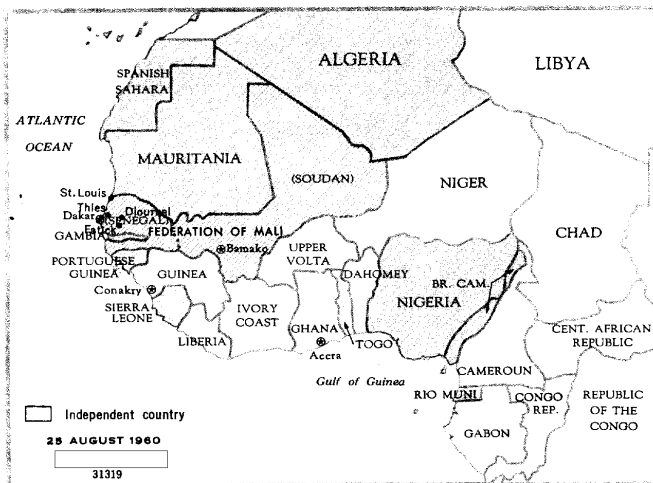 ALGERIA
LIBYA
SPANISH
SAHARA
ATLANTIC
OCEAN
MAURITANIA
(SOUDAN)
NIGER
CHAD
St. Louis
Thies
Dakar
Diourbel
(SENEGAL)
Fatick
FEDERATION OF MALI
GAMBIA
Bamako
PORTUGUESE
GUINEA
GUINEA
UPPER
VOLTA
DAHOMEY
NIGERIA
BR. CAM.
Conakry
SIERRA
LEONE
LIBERIA
IVORY
COAST
GHANA
Accra
TOGO
CENT. AFRICAN
REPUBLIC
CAMEROUN
Gulf of Guinea
RIO MUNI
CONGO
REP.
REPUBLIC
OF THE
CONGO
GABON
Independent country
25 AUGUST 1960
31319